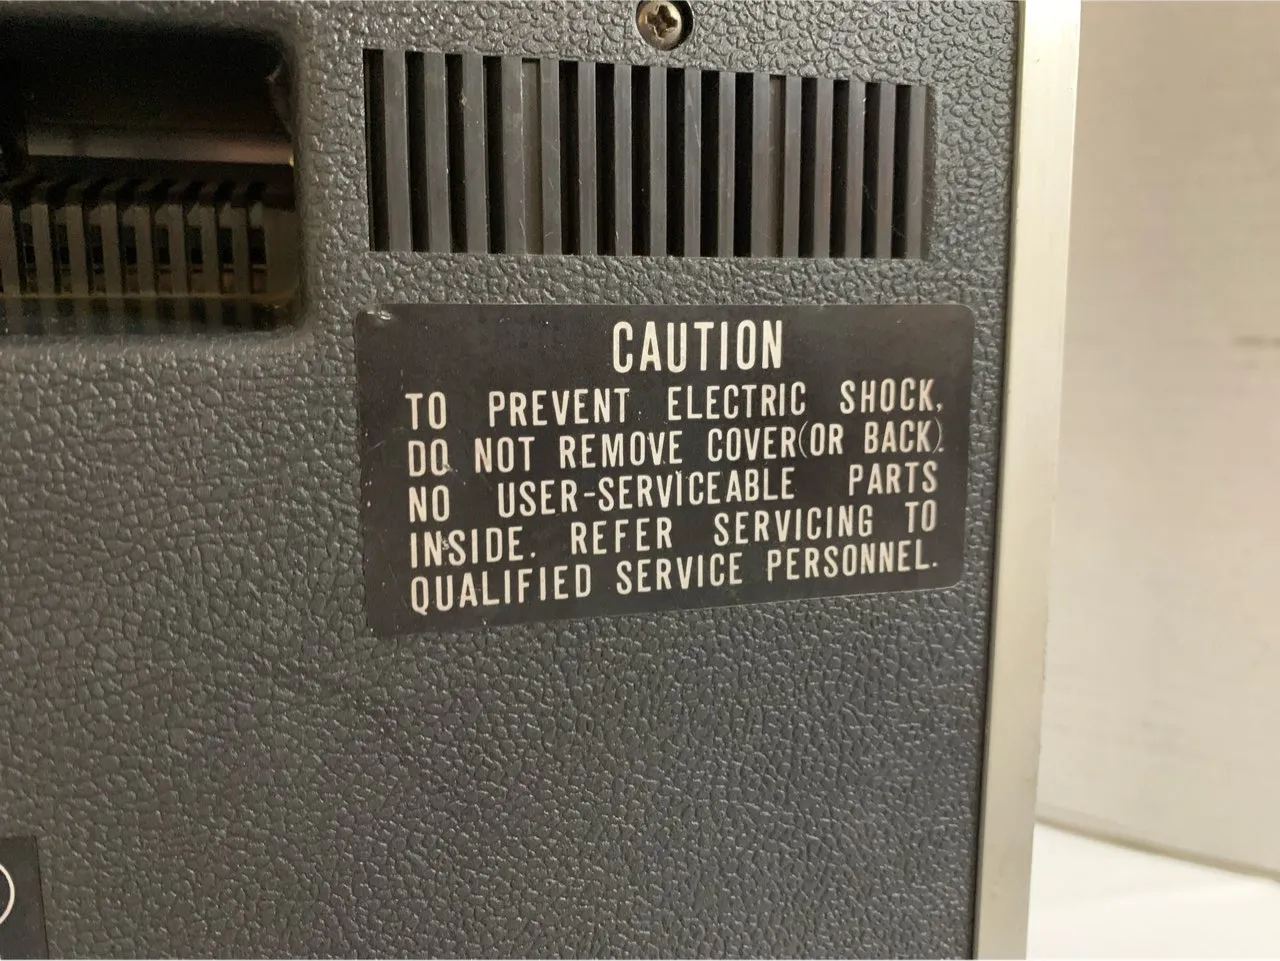 CAUTION
TO PREVENT ELECTRIC SHOCK,
DO NOT REMOVE COVER(OR BACK).
NO USER-SERVICEABLE PARTS
INSIDE. REFER SERVICING TO
QUALIFIED SERVICE PERSONNEL.